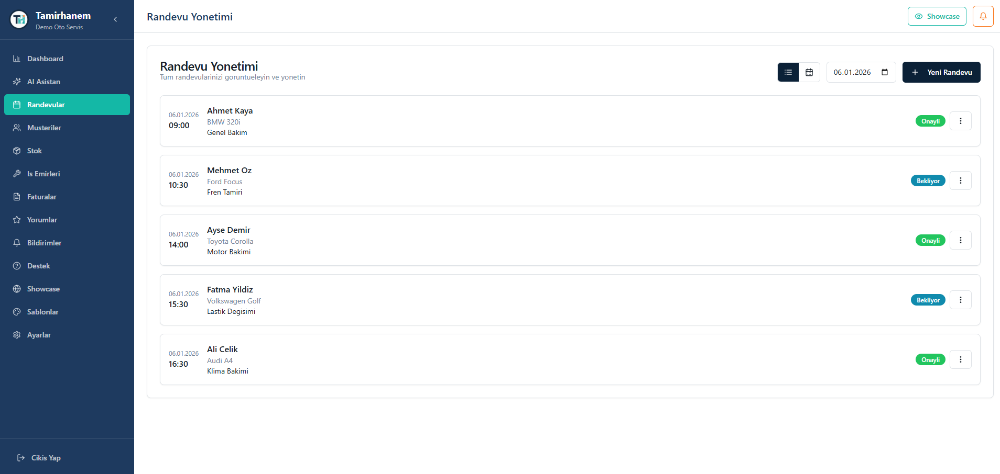 Tamirhanem
Demo Oto Servis
Dashboard
AI Asistan
Randevular
Musteriler
Stok
Is Emirleri
Faturalar
Yorumlar
Bildirimler
Destek
Showcase
Sablonlar
Ayarlar
Cikis Yap
Randevu Yonetimi
Showcase
Randevu Yonetimi
Tum randevularinizi goruntueleyin ve yonetin
06.01.2026
Yeni Randevu
06.01.2026
09:00
Ahmet Kaya
BMW 320i
Genel Bakim
Onayli
06.01.2026
10:30
Mehmet Oz
Ford Focus
Fren Tamiri
Bekliyor
06.01.2026
14:00
Ayse Demir
Toyota Corolla
Motor Bakimi
Onayli
06.01.2026
15:30
Fatma Yildiz
Volkswagen Golf
Lastik Degisimi
Bekliyor
06.01.2026
16:30
Ali Celik
Audi A4
Klima Bakimi
Onayli